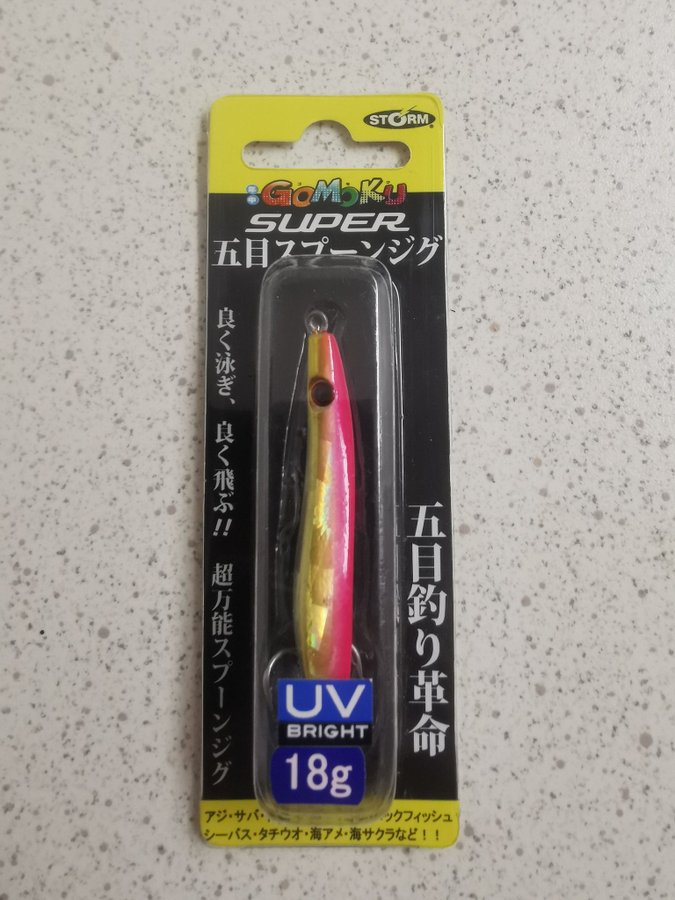 STORM
GOMOKU
SUPER
五目スプーンジグ
良く泳ぎ、良く飛ぶ!! 超万能スプーンジグ
五目釣り革命
UV
BRIGHT
18g
アジ・サバ・ックフィッシュ
シーバス・タチウオ・海アメ・海サクラなど！！